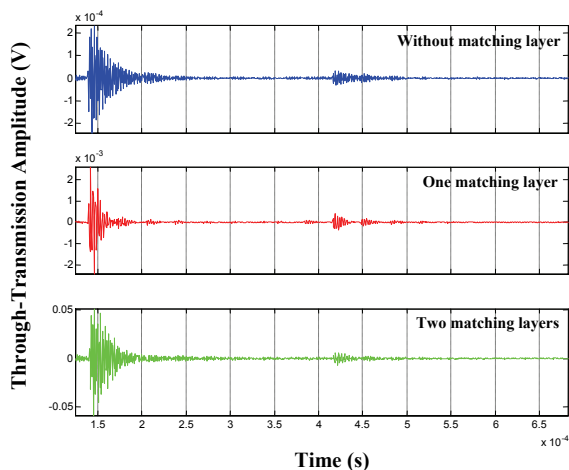 Through-Transmission Amplitude (V)
x 10⁻⁴
Without matching layer
2
1
0
-1
-2
x 10⁻³
One matching layer
2
1
0
-1
-2
0.05
Two matching layers
0
-0.05
1.5 2 2.5 3 3.5 4 4.5 5 5.5 6 6.5
x 10⁻⁴
Time (s)